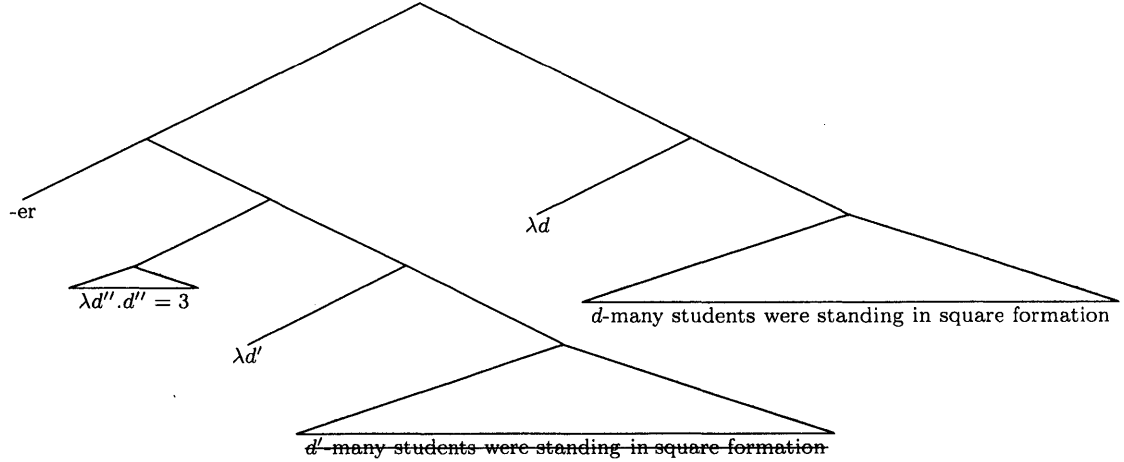 -er
λd
λd′′.d′′ = 3
d-many students were standing in square formation
λd′
d′-many students were standing in square formation